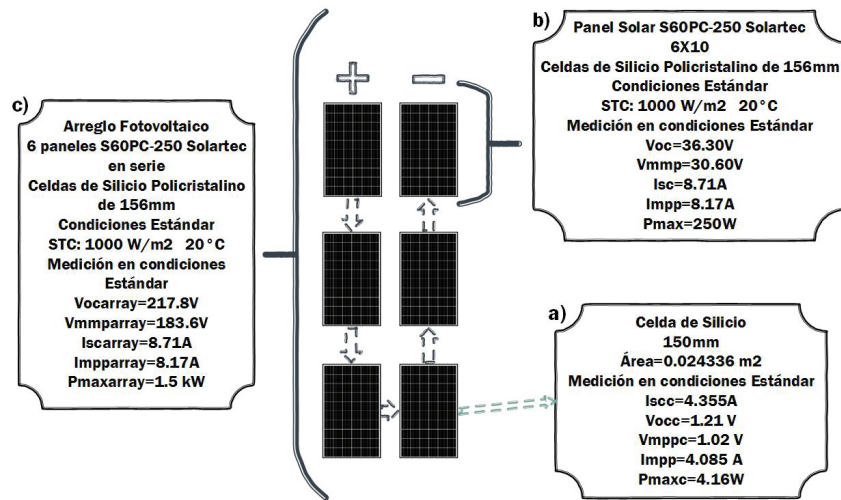 c)
Arreglo Fotovoltaico
6 paneles S60PC-250 Solartec
en serie
Celdas de Silicio Policristalino
de 156mm
Condiciones Estándar
STC: 1000 W/m2 20°C
Medición en condiciones
Estándar
Vocarray=217.8V
Vmmparray=183.6V
Iscarray=8.71A
Impparray=8.17A
Pmaxarray=1.5 kW
+ −
b)
Panel Solar S60PC-250 Solartec
6X10
Celdas de Silicio Policristalino de 156mm
Condiciones Estándar
STC: 1000 W/m2 20°C
Medición en condiciones Estándar
Voc=36.30V
Vmmp=30.60V
Isc=8.71A
Impp=8.17A
Pmax=250W
a)
Celda de Silicio
150mm
Área=0.024336 m2
Medición en condiciones Estándar
Iscc=4.355A
Vocc=1.21 V
Vmppc=1.02 V
Impp=4.085 A
Pmaxc=4.16W